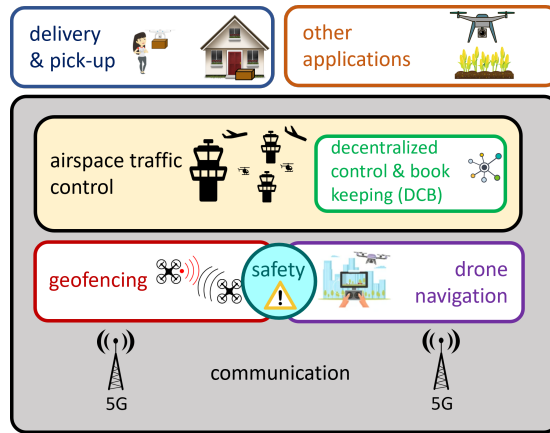 delivery
& pick-up
other
applications
airspace traffic
control
decentralized
control & book
keeping (DCB)
geofencing
safety
drone
navigation
communication
5G
5G